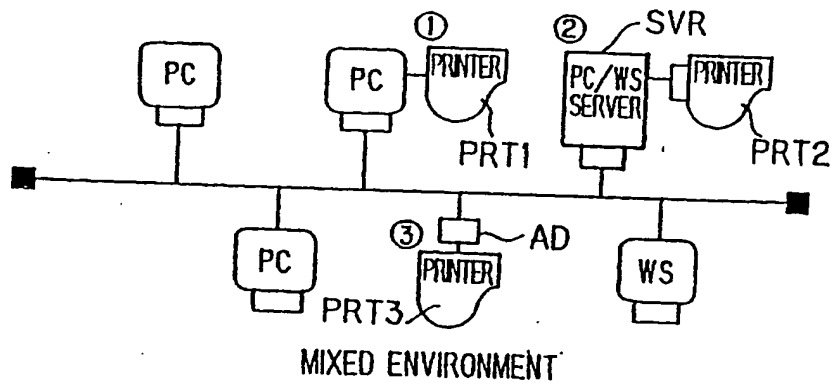 ① ② SVR
PC PC PRINTER PC/WS SERVER PRINTER
PRT1 PRT2
③ AD
PC PRINTER WS
PRT3
MIXED ENVIRONMENT